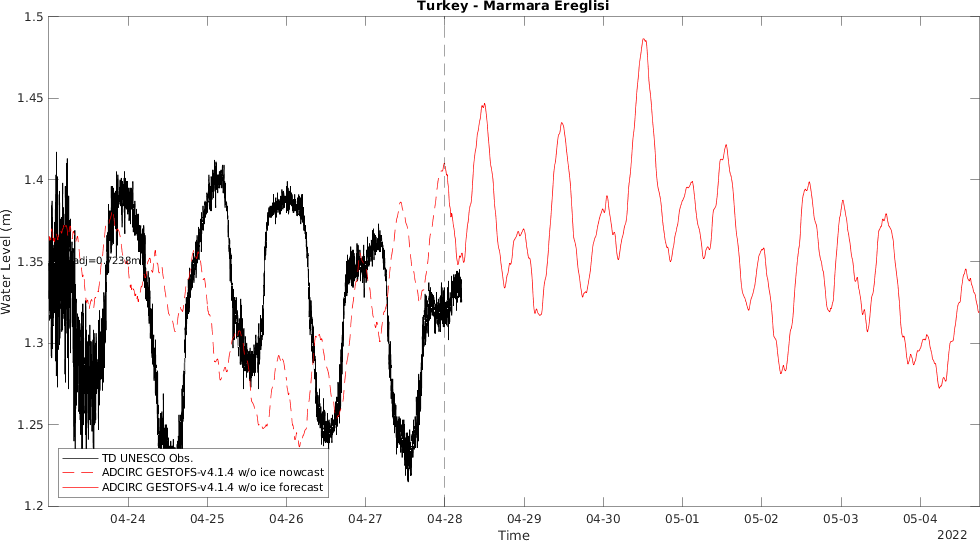 Turkey - Marmara Ereglisi
Water Level (m)
1.5
1.45
1.4
1.35
1.3
1.25
1.2
adj=0.7238m
TD UNESCO Obs.
ADCIRC GESTOFS-v4.1.4 w/o ice nowcast
ADCIRC GESTOFS-v4.1.4 w/o ice forecast
04-24 04-25 04-26 04-27 04-28 04-29 04-30 05-01 05-02 05-03 05-04
Time
2022